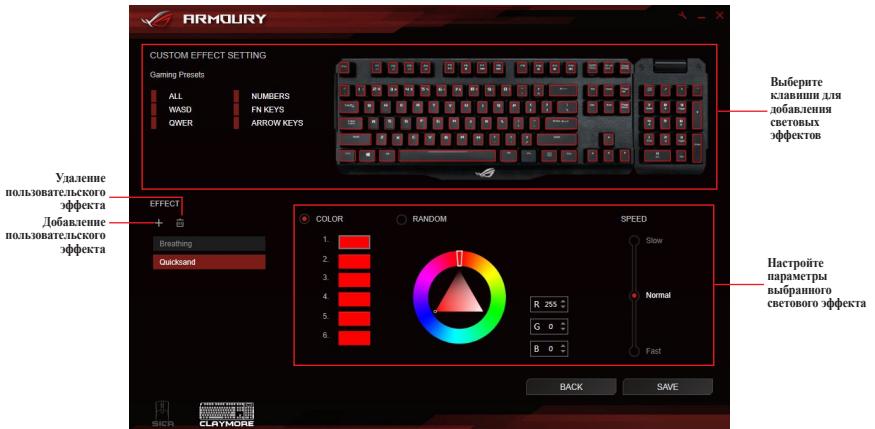 ARMOURY
CUSTOM EFFECT SETTING
Gaming Presets
ALL
NUMBERS
WASD
FN KEYS
QWER
ARROW KEYS
Выберите
клавиши для
добавления
световых
эффектов
Удаление
пользовательского
эффекта
Добавление
пользовательского
эффекта
EFFECT
Breathing
Quicksand
COLOR
RANDOM
SPEED
1.
2.
3.
4.
5.
6.
R 255
G 0
B 0
Slow
Normal
Fast
Настройте
параметры
выбранного
светового эффекта
BACK
SAVE
SICA
CLAYMORE